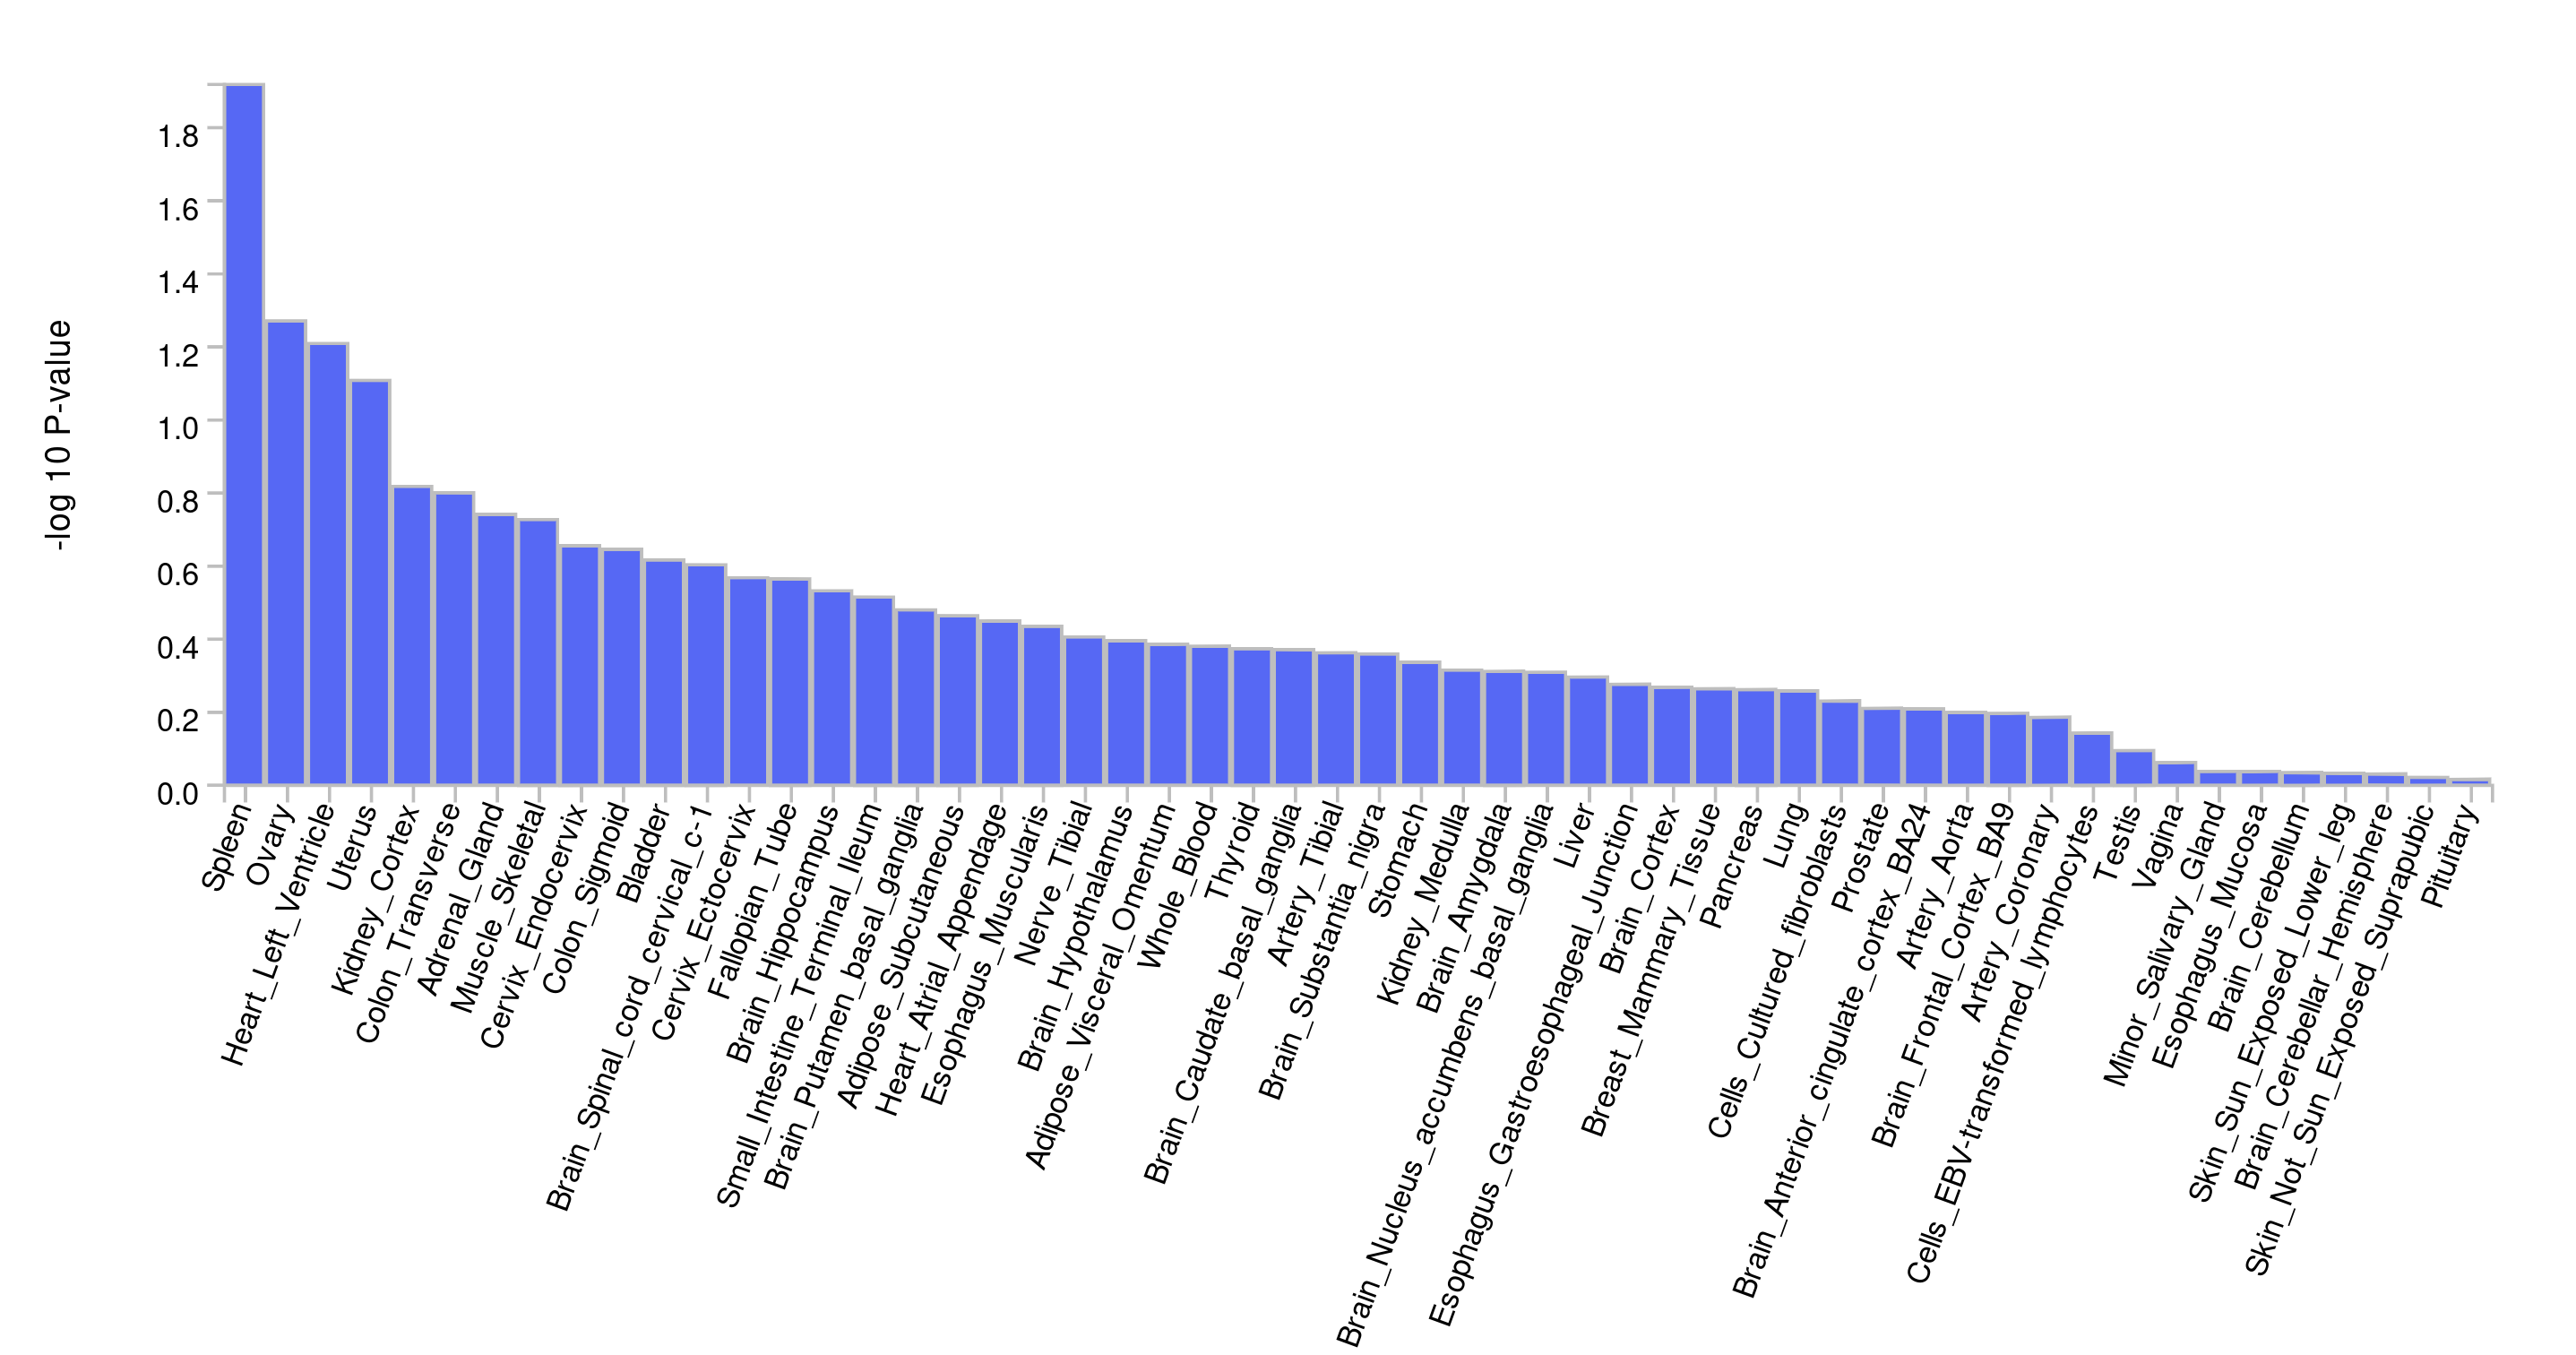 -log 10 P-value
1.8
1.6
1.4
1.2
1.0
0.8
0.6
0.4
0.2
0.0
Spleen
Ovary
Heart_Left_Ventricle
Uterus
Kidney_Cortex
Colon_Transverse
Adrenal_Gland
Muscle_Skeletal
Cervix_Endocervix
Colon_Sigmoid
Bladder
Brain_Spinal_cord_cervical_c-1
Cervix_Ectocervix
Fallopian_Tube
Brain_Hippocampus
Small_Intestine_Terminal_Ileum
Brain_Putamen_basal_ganglia
Adipose_Subcutaneous
Heart_Atrial_Appendage
Esophagus_Muscularis
Nerve_Tibial
Brain_Hypothalamus
Adipose_Visceral_Omentum
Whole_Blood
Thyroid
Brain_Caudate_basal_ganglia
Artery_Tibial
Brain_Substantia_nigra
Stomach
Kidney_Medulla
Brain_Amygdala
Brain_Nucleus_accumbens_basal_ganglia
Liver
Esophagus_Gastroesophageal_Junction
Brain_Cortex
Breast_Mammary_Tissue
Pancreas
Lung
Cells_Cultured_fibroblasts
Prostate
Brain_Anterior_cingulate_cortex_BA24
Artery_Aorta
Brain_Frontal_Cortex_BA9
Artery_Coronary
Cells_EBV-transformed_lymphocytes
Testis
Vagina
Minor_Salivary_Gland
Esophagus_Mucosa
Brain_Cerebellum
Skin_Sun_Exposed_Lower_leg
Brain_Cerebellar_Hemisphere
Skin_Not_Sun_Exposed_Suprapubic
Pituitary